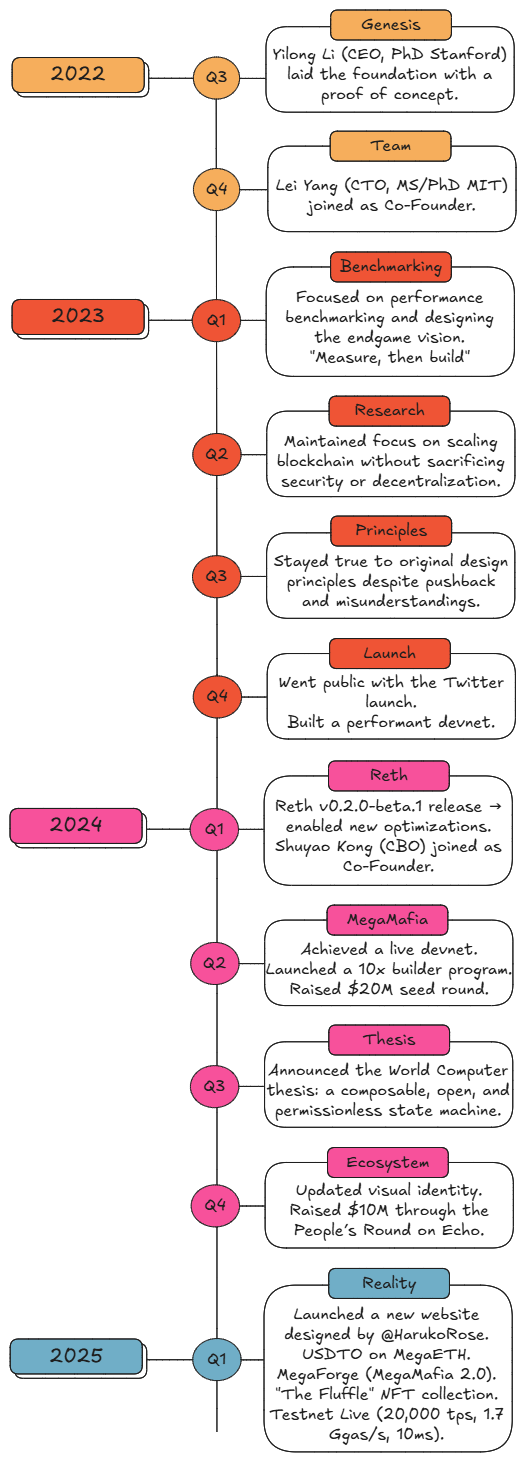 Genesis
2022
Q3
Yilong Li (CEO, PhD Stanford)
laid the foundation with a
proof of concept.
Team
Q4
Lei Yang (CTO, MS/PhD MIT)
joined as Co-Founder.
Benchmarking
2023
Q1
Focused on performance
benchmarking and designing
the endgame vision.
"Measure, then build"
Research
Q2
Maintained focus on scaling
blockchain without sacrificing
security or decentralization.
Principles
Q3
Stayed true to original design
principles despite pushback
and misunderstandings.
Launch
Q4
Went public with the Twitter
launch.
Built a performant devnet.
Reth
2024
Q1
Reth v0.2.0-beta.1 release →
enabled new optimizations.
Shuyao Kong (CBO) joined as
Co-Founder.
MegaMafia
Q2
Achieved a live devnet.
Launched a 10x builder program.
Raised $20M seed round.
Thesis
Q3
Announced the World Computer
thesis: a composable, open, and
permissionless state machine.
Ecosystem
Q4
Updated visual identity.
Raised $10M through the
People's Round on Echo.
Reality
2025
Q1
Launched a new website
designed by @HarukoRose.
USDTO on MegaETH.
MegaForge (MegaMafia 2.0).
"The Fluffle" NFT collection.
Testnet Live (20,000 tps, 1.7
Ggas/s, 10ms).